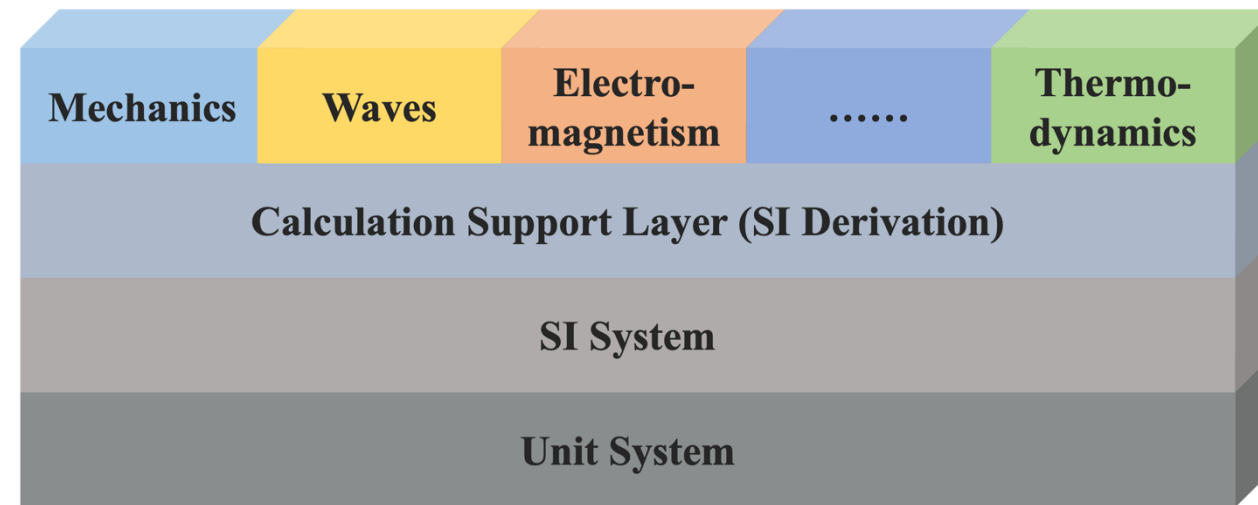 Mechanics
Waves
Electro-
magnetism
......
Thermo-
dynamics
Calculation Support Layer (SI Derivation)
SI System
Unit System